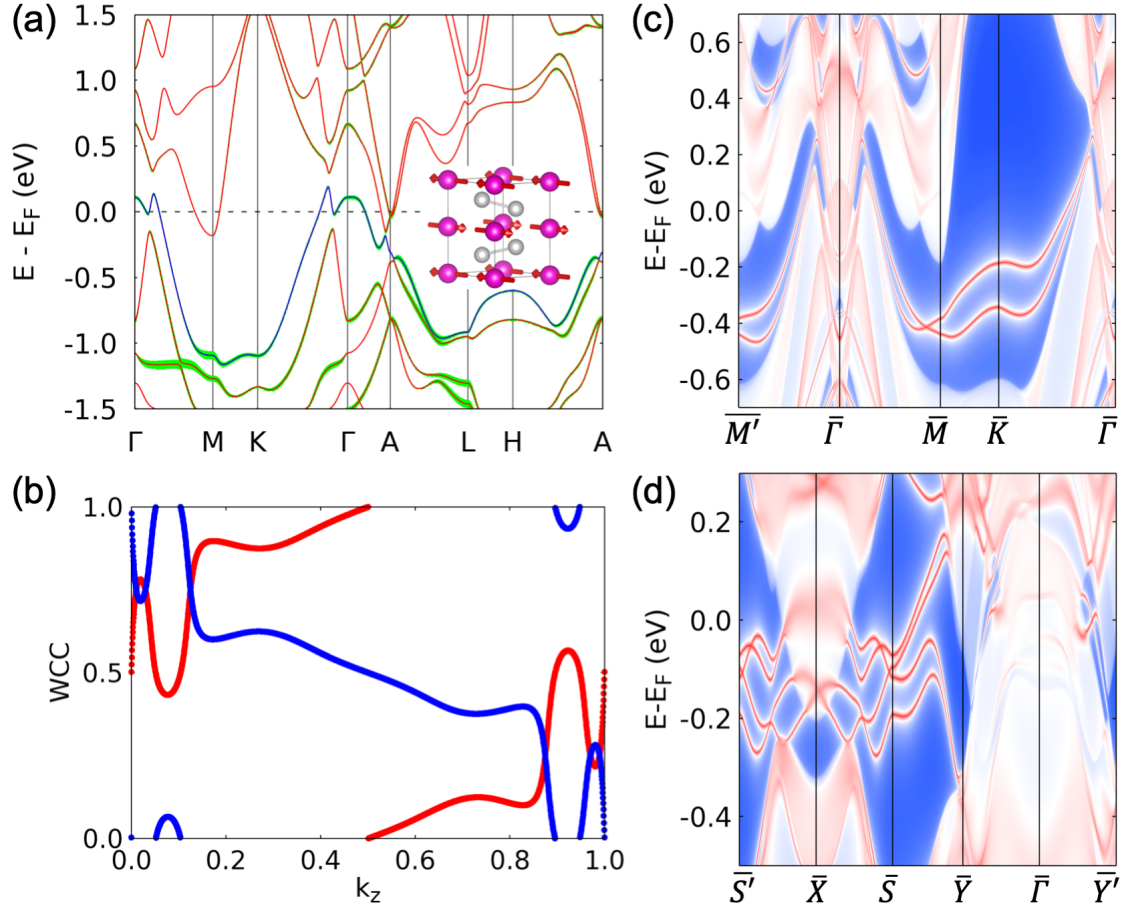 (a)
1.5
1.0
0.5
0.0
-0.5
-1.0
-1.5
E - E_F (eV)
Γ M K Γ A L H A
(b)
1.0
0.5
0.0
WCC
0.0 0.2 0.4 0.6 0.8 1.0
k_z
(c)
0.6
0.4
0.2
0.0
-0.2
-0.4
-0.6
E-E_F (eV)
M̅' Γ̅ M̅ K̅ Γ̅
(d)
0.2
0.0
-0.2
-0.4
E-E_F (eV)
S̅' X̅ S̅ Y̅ Γ̅ Y̅'